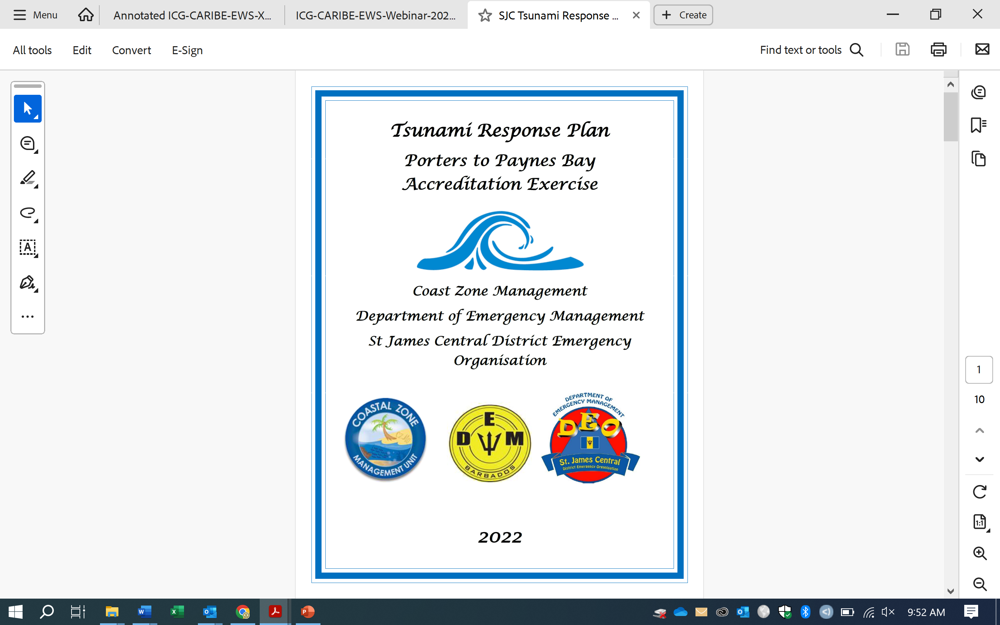 Menu
Annotated ICG-CARIBE-EWS-X...
ICG-CARIBE-EWS-Webinar-202...
SJC Tsunami Response ...
Create
All tools
Edit
Convert
E-Sign
Find text or tools
Tsunami Response Plan
Porters to Paynes Bay
Accreditation Exercise
Coast Zone Management
Department of Emergency Management
St James Central District Emergency
Organisation
COASTAL ZONE
MANAGEMENT UNIT
E
D M
BARBADOS
DEPARTMENT OF
EMERGENCY MANAGEMENT
DEO
St. James Central
District Emergency Organisation
2022
1
10
1:1
9:52 AM